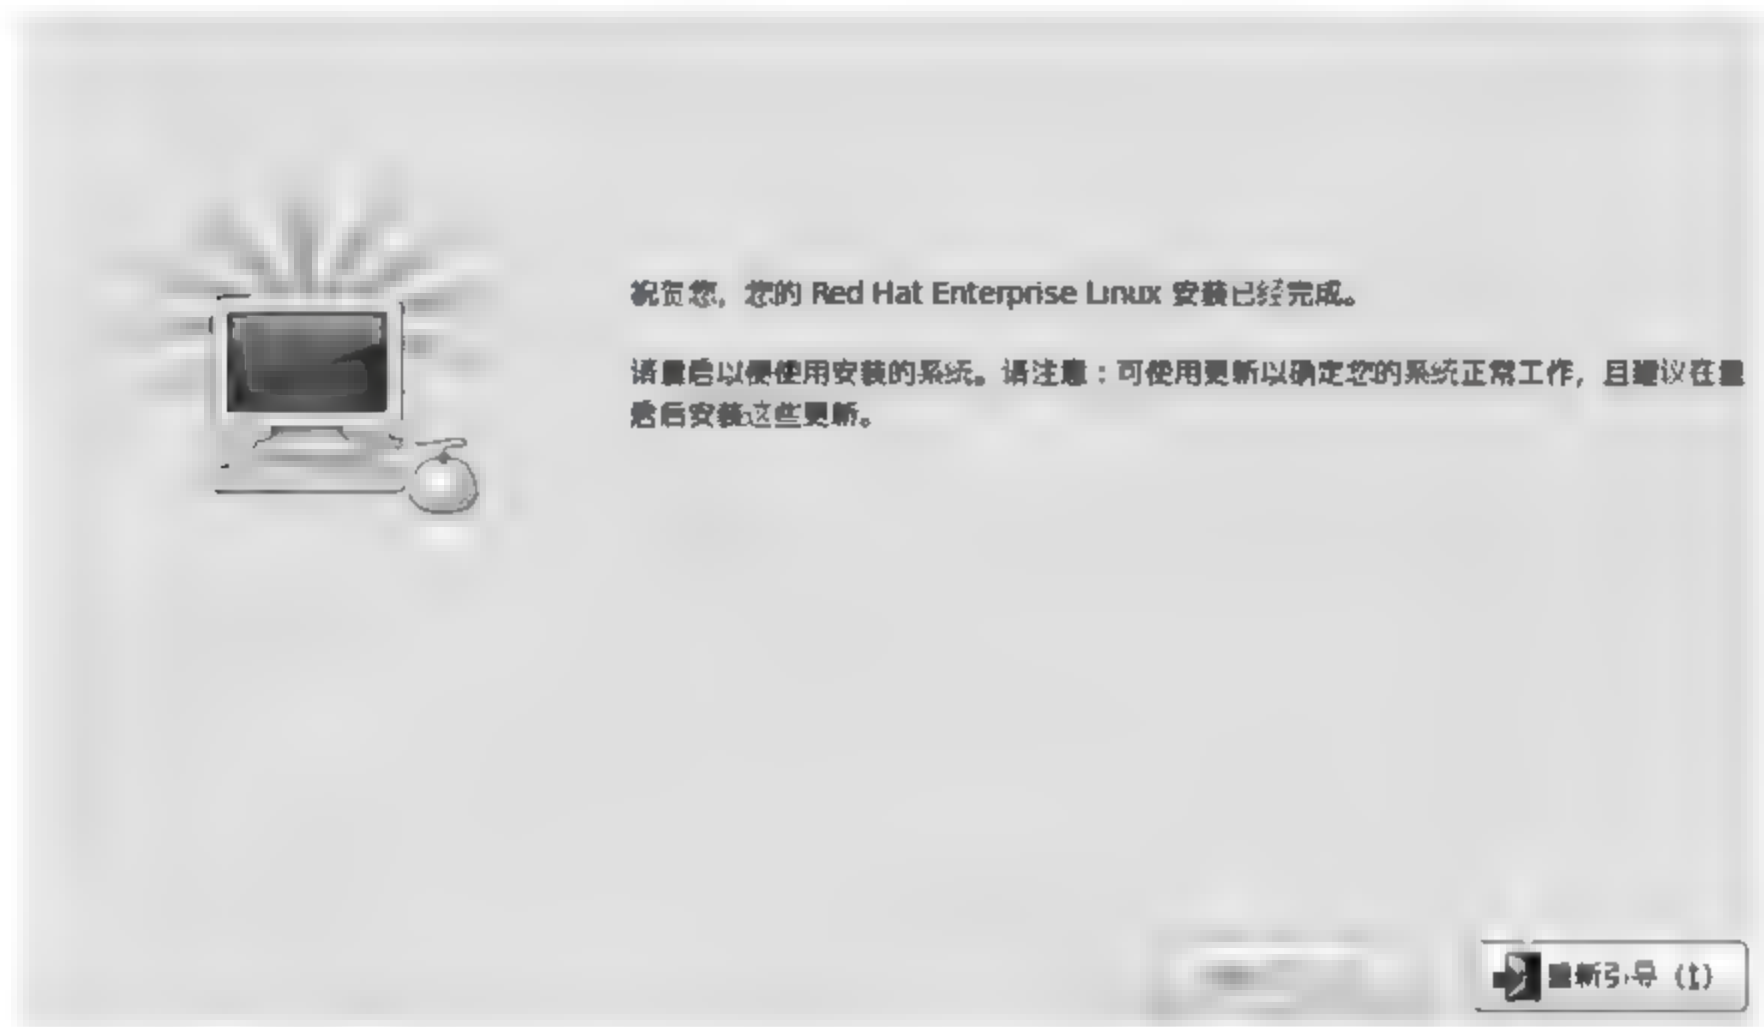 祝贺您，您的 Red Hat Enterprise Linux 安装已经完成。
请重启以便使用安装的系统。请注意：可使用更新以确定您的系统正常工作，且建议在重
启后安装这些更新。
重新引导 (t)